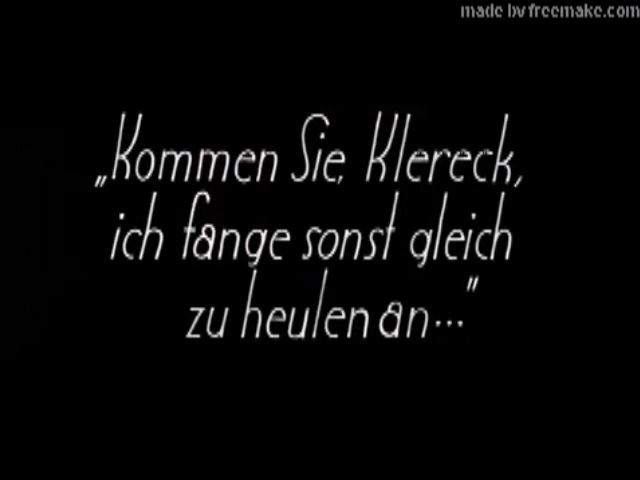 made by freemake.com
„Kommen Sie, Klereck,
ich fange sonst gleich
zu heulen an..."